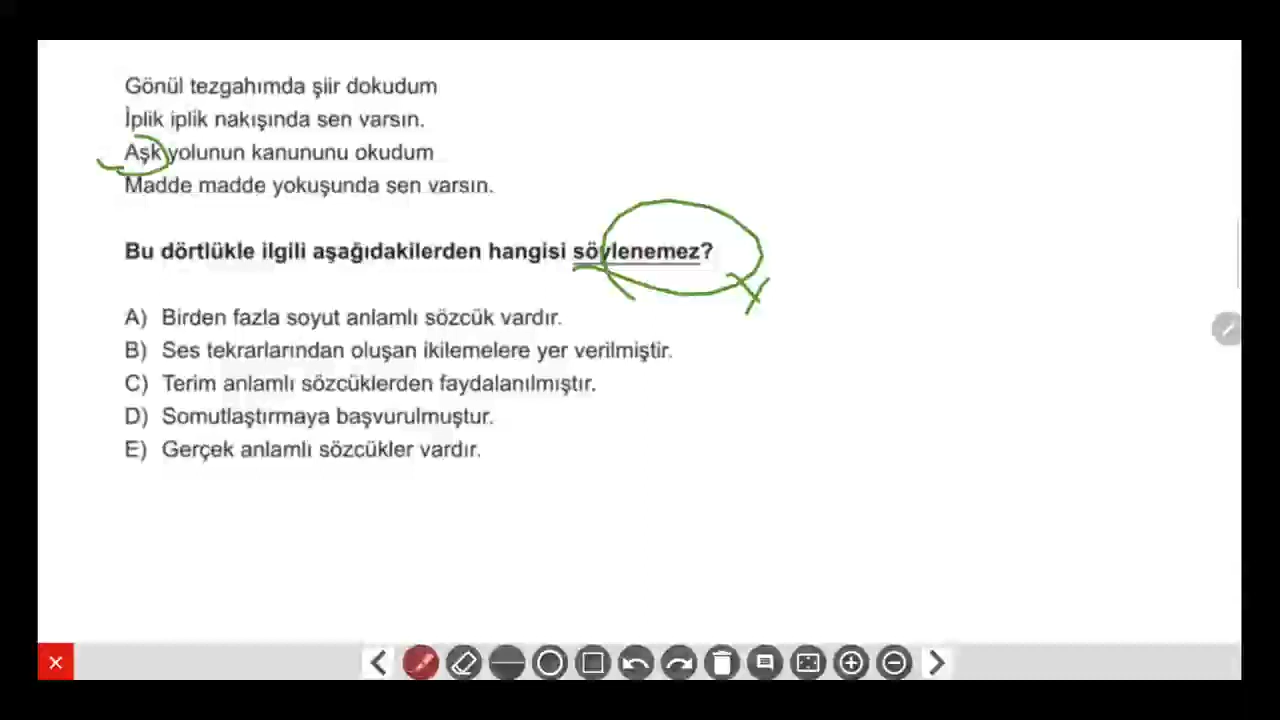 Gönül tezgahımda şiir dokudum
İplik iplik nakışında sen varsın.
Aşk yolunun kanununu okudum
Madde madde yokuşunda sen varsın.
Bu dörtlükle ilgili aşağıdakilerden hangisi söylenemez?
A) Birden fazla soyut anlamlı sözcük vardır.
B) Ses tekrarlarından oluşan ikilemelere yer verilmiştir.
C) Terim anlamlı sözcüklerden faydalanılmıştır.
D) Somutlaştırmaya başvurulmuştur.
E) Gerçek anlamlı sözcükler vardır.